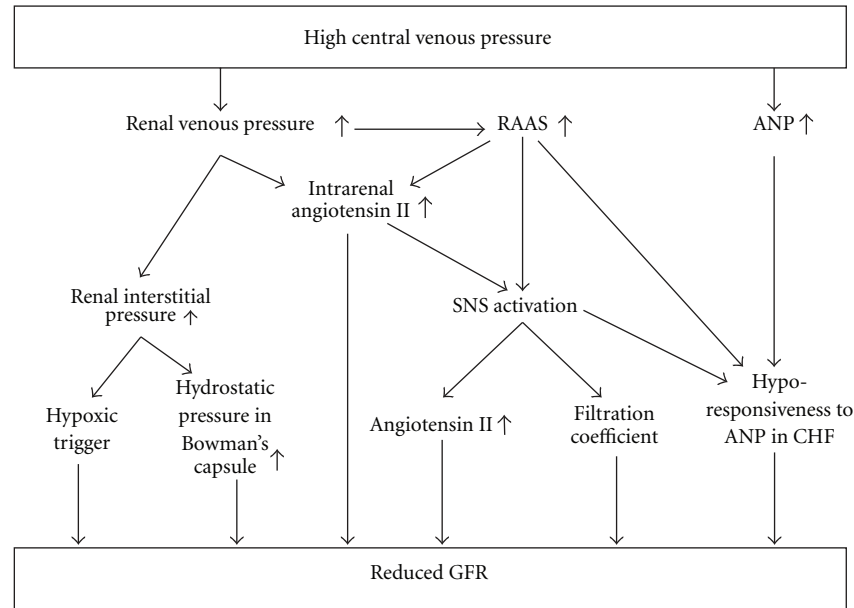 High central venous pressure
Renal venous pressure ↑
RAAS ↑
ANP ↑
Intrarenal
angiotensin II ↑
Renal interstitial
pressure ↑
SNS activation
Hypoxic
trigger
Hydrostatic
pressure in
Bowman's
capsule ↑
Angiotensin II ↑
Filtration
coefficient
Hypo-
responsiveness to
ANP in CHF
Reduced GFR